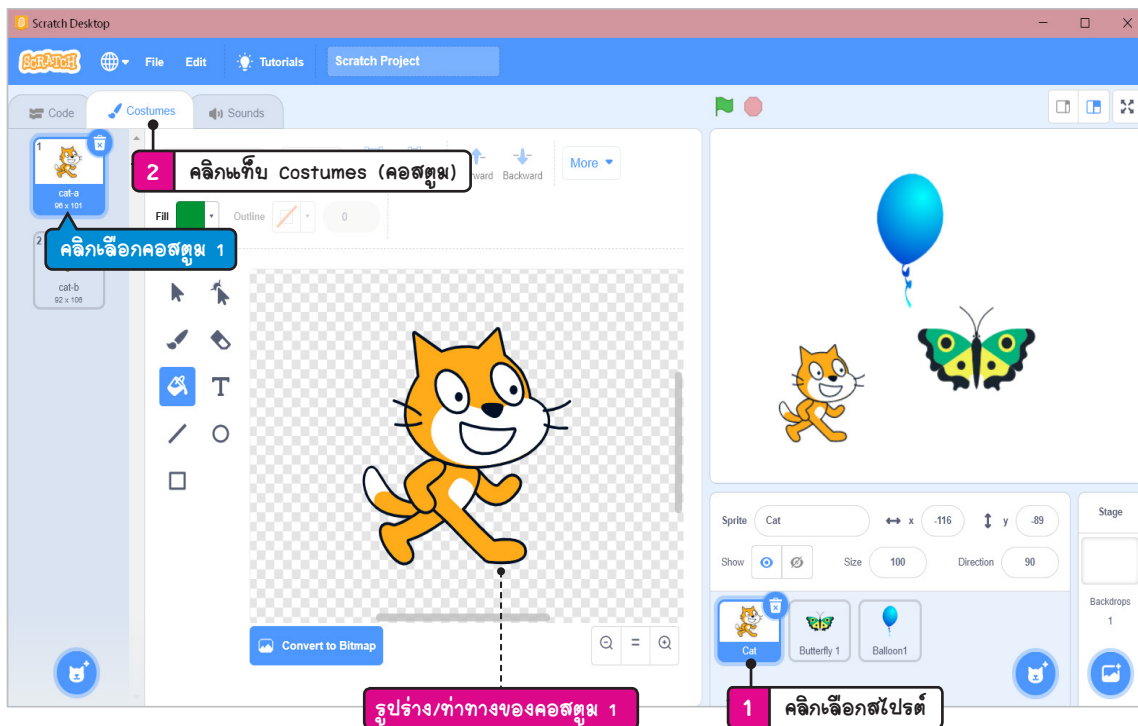 Scratch Desktop
SCRATCH File Edit Tutorials Scratch Project
Code Costumes Sounds
1
cat-a
96 x 101
2 คลิกแท็บ Costumes (คอสตูม)
Backward More
Fill Outline 0
คลิกเลือกคอสตูม 1
2
cat-b
92 x 108
T
Convert to Bitmap
รูปร่าง/ท่าทางของคอสตูม 1
Sprite Cat x -116 y -89
Show Size 100 Direction 90
Cat Butterfly 1 Balloon1
Stage
Backdrops
1
1 คลิกเลือกสไปรต์